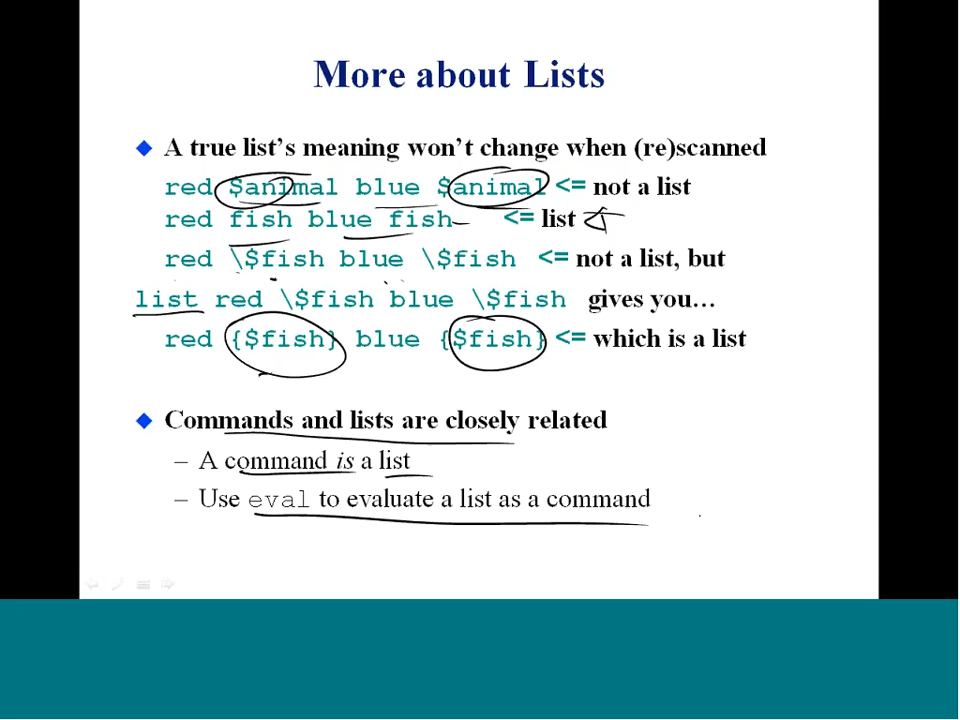 More about Lists
A true list's meaning won't change when (re)scanned
red $animal blue $animal <= not a list
red fish blue fish <= list
red \$fish blue \$fish <= not a list, but
list red \$fish blue \$fish gives you…
red {$fish} blue {$fish} <= which is a list
Commands and lists are closely related
– A command is a list
– Use eval to evaluate a list as a command